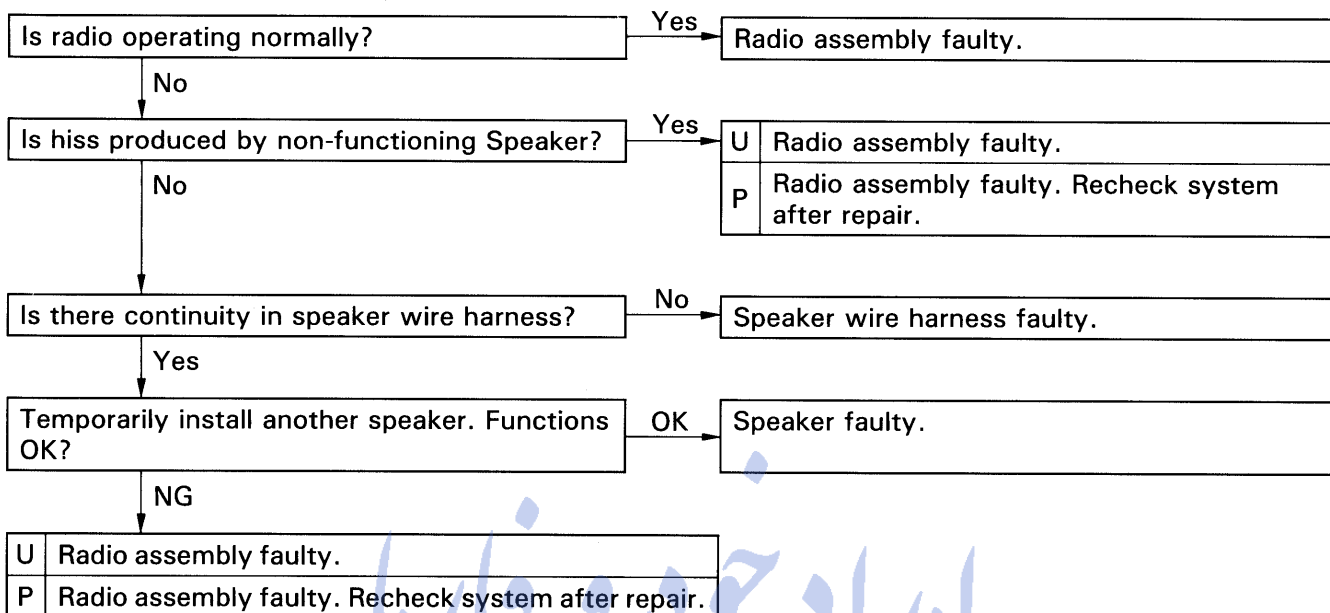 Is radio operating normally?
Yes
Radio assembly faulty.
No
Is hiss produced by non-functioning Speaker?
Yes
U Radio assembly faulty.
P Radio assembly faulty. Recheck system
after repair.
No
Is there continuity in speaker wire harness?
No
Speaker wire harness faulty.
Yes
Temporarily install another speaker. Functions
OK?
OK
Speaker faulty.
NG
U Radio assembly faulty.
P Radio assembly faulty. Recheck system after repair.